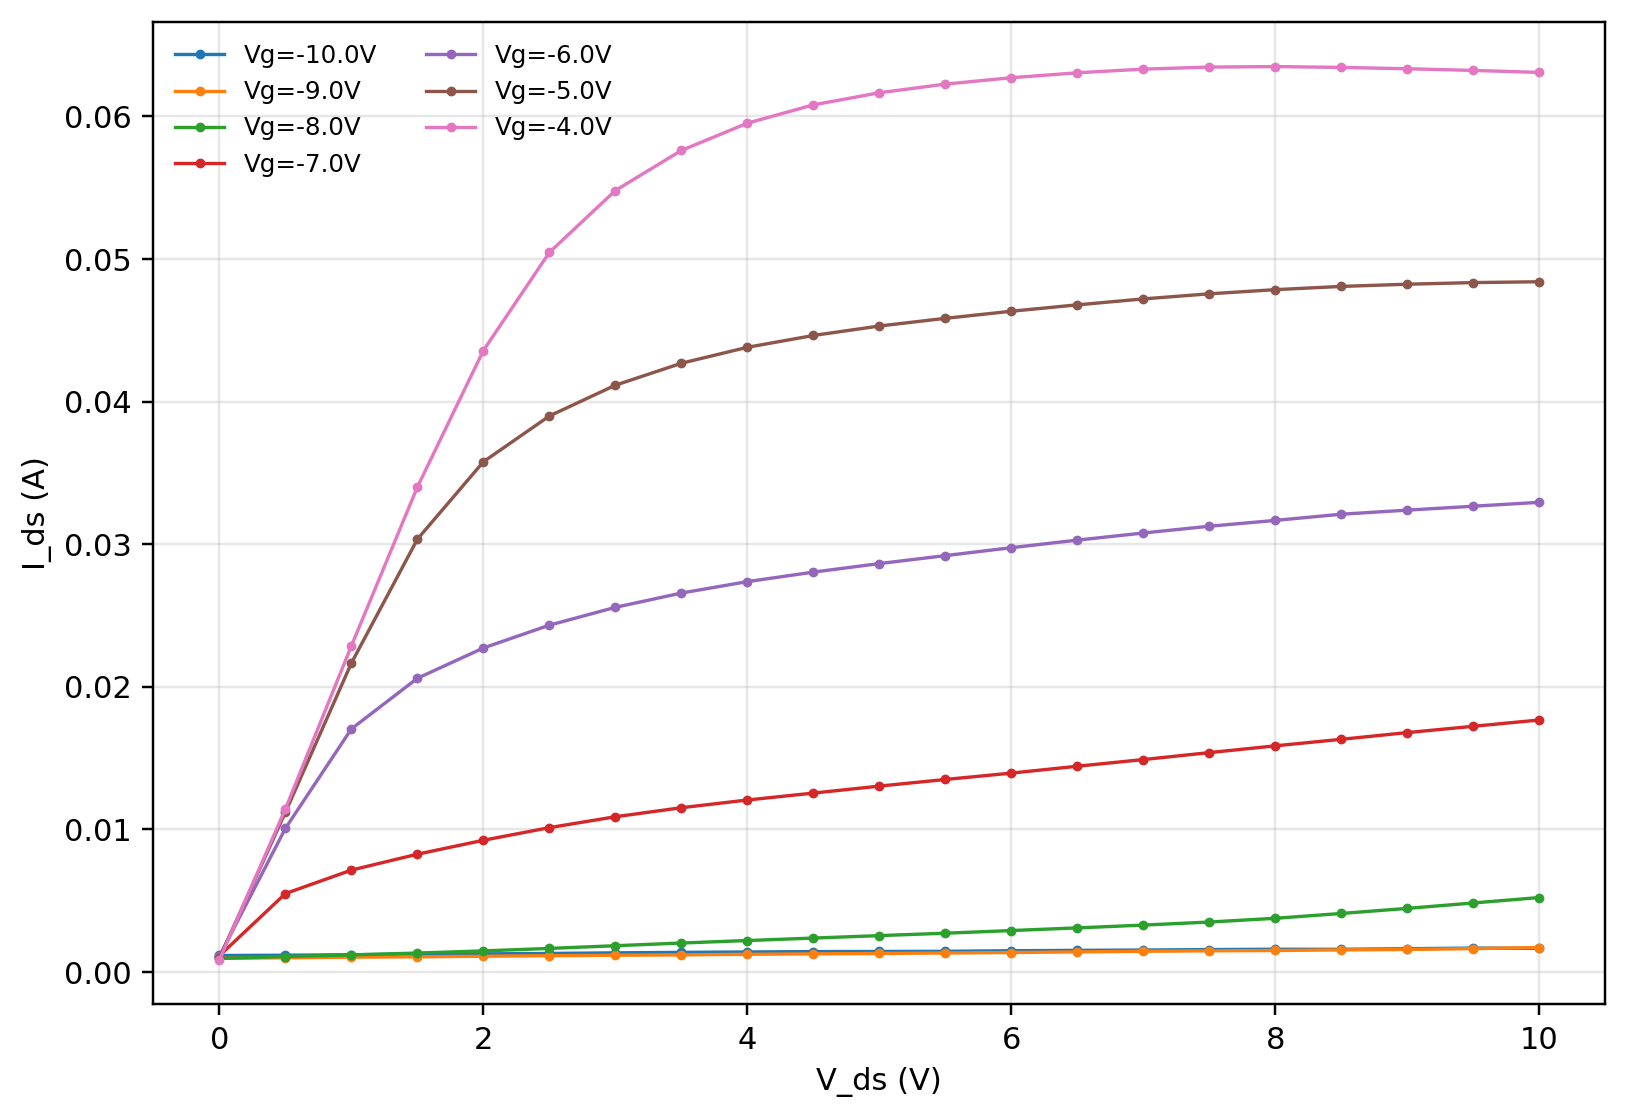 Vg=-10.0V
Vg=-9.0V
Vg=-8.0V
Vg=-7.0V
Vg=-6.0V
Vg=-5.0V
Vg=-4.0V
0.06
0.05
0.04
0.03
0.02
0.01
0.00
I_ds (A)
0 2 4 6 8 10
V_ds (V)